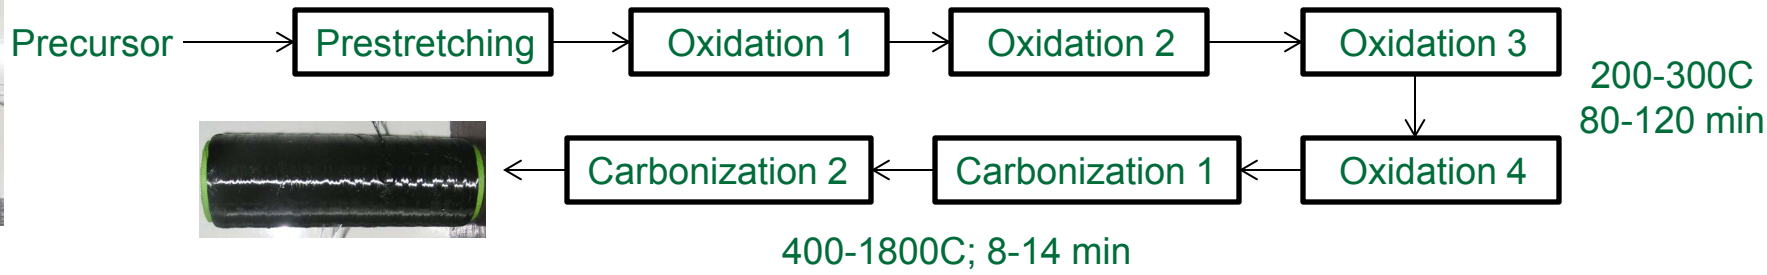 Precursor
Prestretching
Oxidation 1
Oxidation 2
Oxidation 3
200-300C
80-120 min
Oxidation 4
Carbonization 1
Carbonization 2
400-1800C; 8-14 min